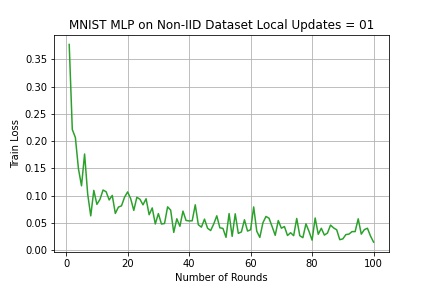 MNIST MLP on Non-IID Dataset Local Updates = 01
Train Loss
0.35
0.30
0.25
0.20
0.15
0.10
0.05
0.00
0 20 40 60 80 100
Number of Rounds